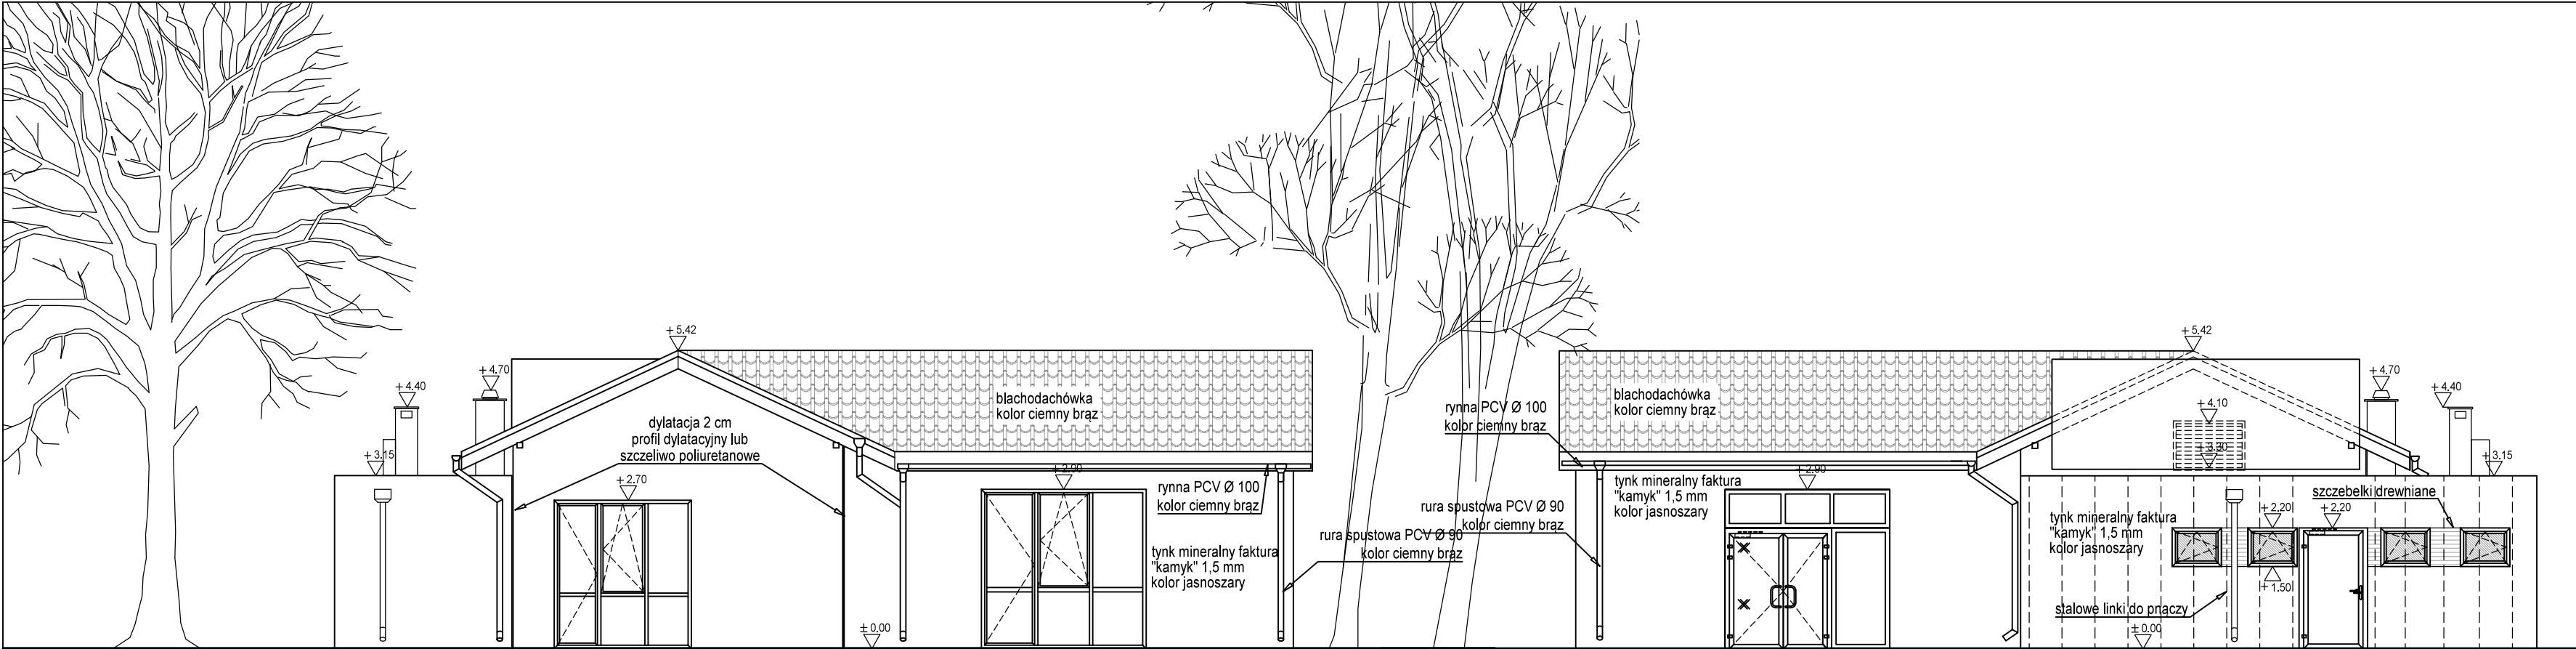 + 5.42
+ 4.70
+ 4.40
+ 3.15
dylatacja 2 cm
profil dylatacyjny lub
szczeliwo poliuretanowe
+ 2.70
± 0.00
blachodachówka
kolor ciemny brąz
+ 2.90
rynna PCV Ø 100
kolor ciemny brąz
tynk mineralny faktura
"kamyk" 1,5 mm
kolor jasnoszary
rura spustowa PCV Ø 90
kolor ciemny brąz
rynna PCV Ø 100
kolor ciemny brąz
rura spustowa PCV Ø 90
kolor ciemny brąz
blachodachówka
kolor ciemny brąz
tynk mineralny faktura
"kamyk" 1,5 mm
kolor jasnoszary
+ 2.90
+ 5.42
+ 4.10
+ 3.50
+ 4.70
+ 4.40
+ 3.15
szczebelki drewniane
tynk mineralny faktura
"kamyk" 1,5 mm
kolor jasnoszary
+ 2.20
+ 2.20
+ 1.50
stalowe linki do pnączy
± 0.00